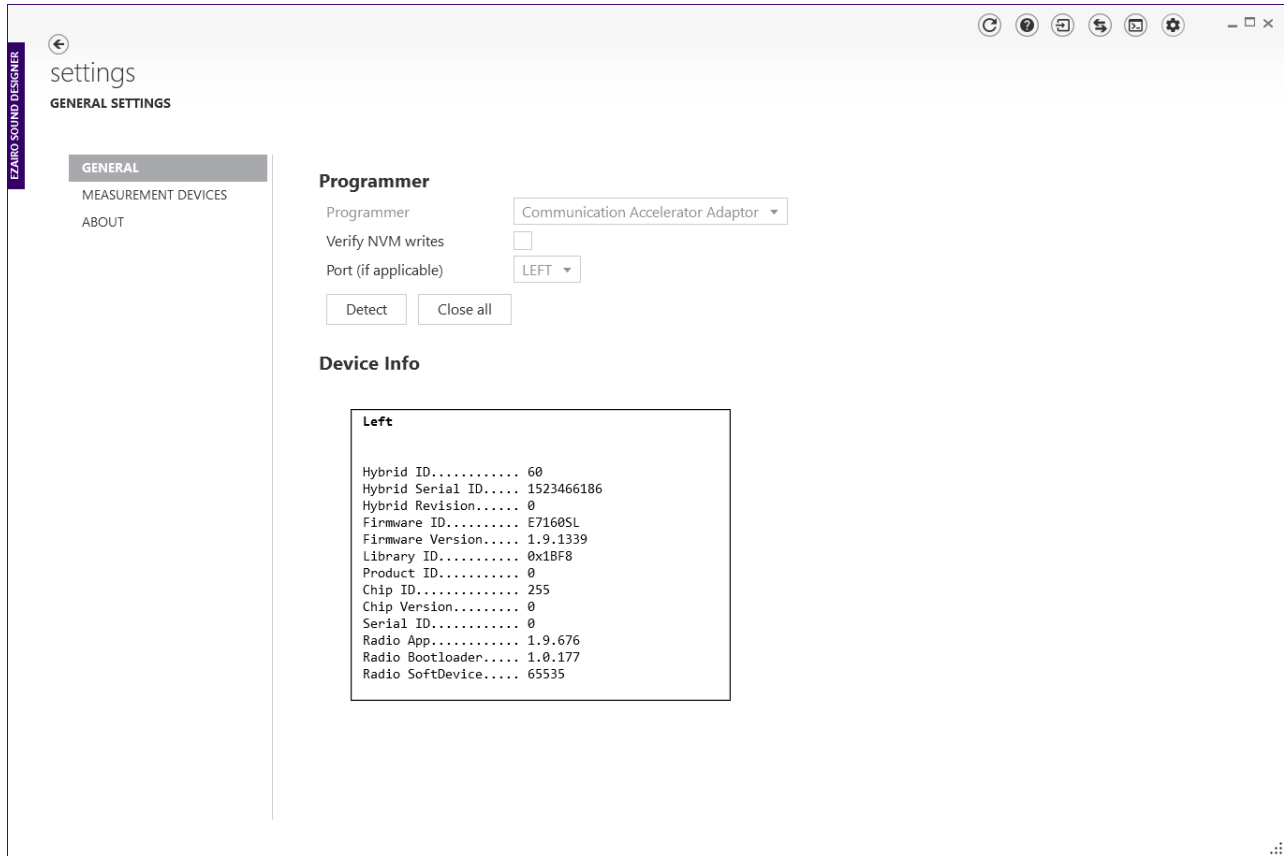 EZAIRO SOUND DESIGNER
settings
GENERAL SETTINGS
GENERAL
MEASUREMENT DEVICES
ABOUT
Programmer
Programmer Communication Accelerator Adaptor
Verify NVM writes
Port (if applicable) LEFT
Detect Close all
Device Info
Left
Hybrid ID............ 60
Hybrid Serial ID..... 1523466186
Hybrid Revision...... 0
Firmware ID.......... E7160SL
Firmware Version..... 1.9.1339
Library ID........... 0x1BF8
Product ID........... 0
Chip ID.............. 255
Chip Version......... 0
Serial ID............ 0
Radio App............ 1.9.676
Radio Bootloader..... 1.0.177
Radio SoftDevice..... 65535